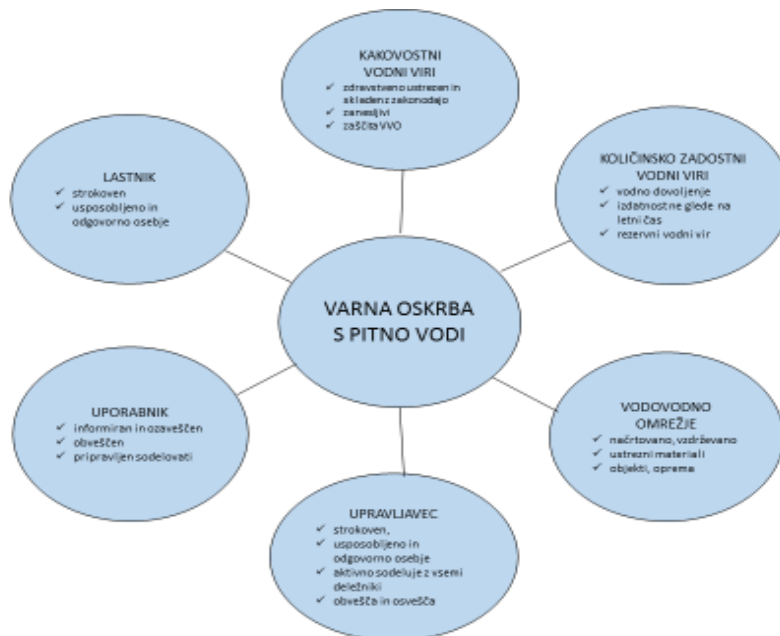 KAKOVOSTNI
VODNI VIRI
✓ zdravstveno ustrezen in
skladen z zakonodajo
✓ zanesljivi
✓ zaščita VVO
KOLIČINSKO ZADOSTNI
VODNI VIRI
✓ vodno dovoljenje
✓ izdatnost ne glede na
letni čas
✓ rezervni vodni vir
LASTNIK
✓ strokoven
✓ usposobljeno in
odgovorno osebje
VARNA OSKRBA
S PITNO VODI
UPORABNIK
✓ informiran in ozaveščen
✓ obveščen
✓ pripravljen sodelovati
VODOVODNO
OMREŽJE
✓ načrtovano, vzdrževano
✓ ustrezni materiali
✓ objekti, oprema
UPRAVLJAVEC
✓ strokoven,
✓ usposobljeno in
odgovorno osebje
✓ aktivno sodeluje z vsemi
deležniki
✓ obvešča in osvešča